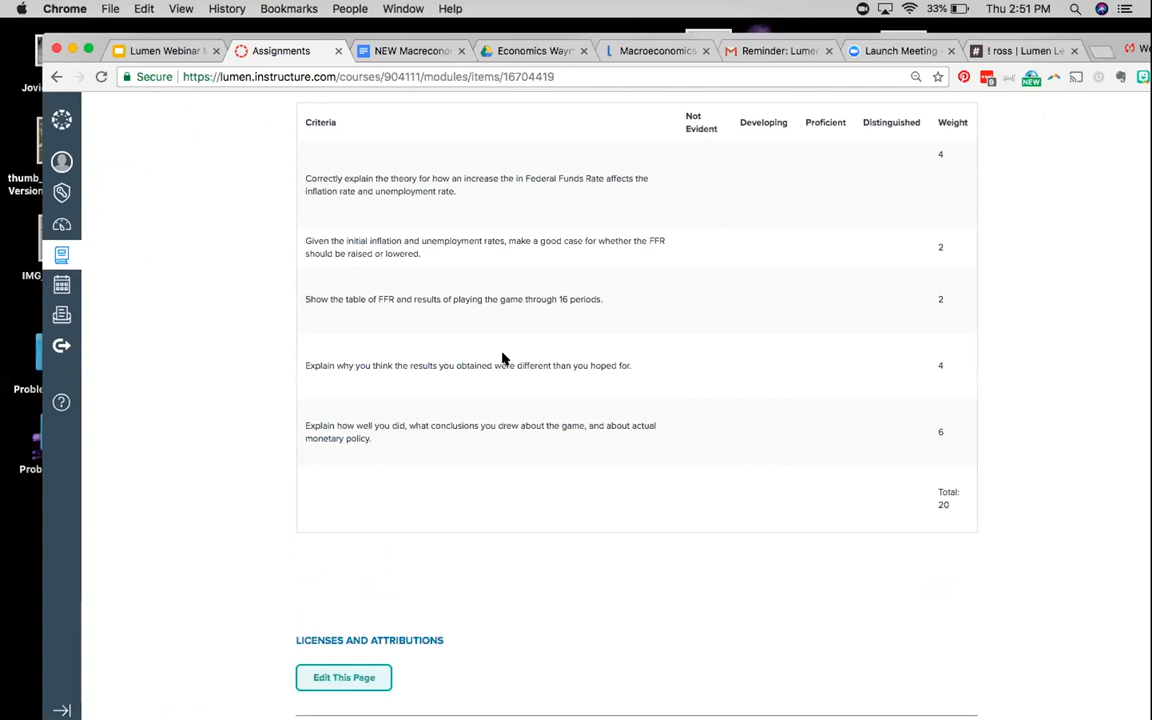 Chrome File Edit View History Bookmarks People Window Help 33% Thu 2:51 PM
Lumen Webinar Assignments NEW Macrecono Economics Wayn Macroeconomics Reminder: Lume Launch Meeting ! ross | Lumen Le
Secure https://lumen.instructure.com/courses/904111/modules/items/16704419
Jovi
thumb_
Version
IMG_
Proble
Prob
Criteria Not Evident Developing Proficient Distinguished Weight
Correctly explain the theory for how an increase the in Federal Funds Rate affects the
inflation rate and unemployment rate.
4
Given the initial inflation and unemployment rates, make a good case for whether the FFR
should be raised or lowered.
2
Show the table of FFR and results of playing the game through 16 periods.
2
Explain why you think the results you obtained were different than you hoped for.
4
Explain how well you did, what conclusions you drew about the game, and about actual
monetary policy.
6
Total:
20
LICENSES AND ATTRIBUTIONS
Edit This Page